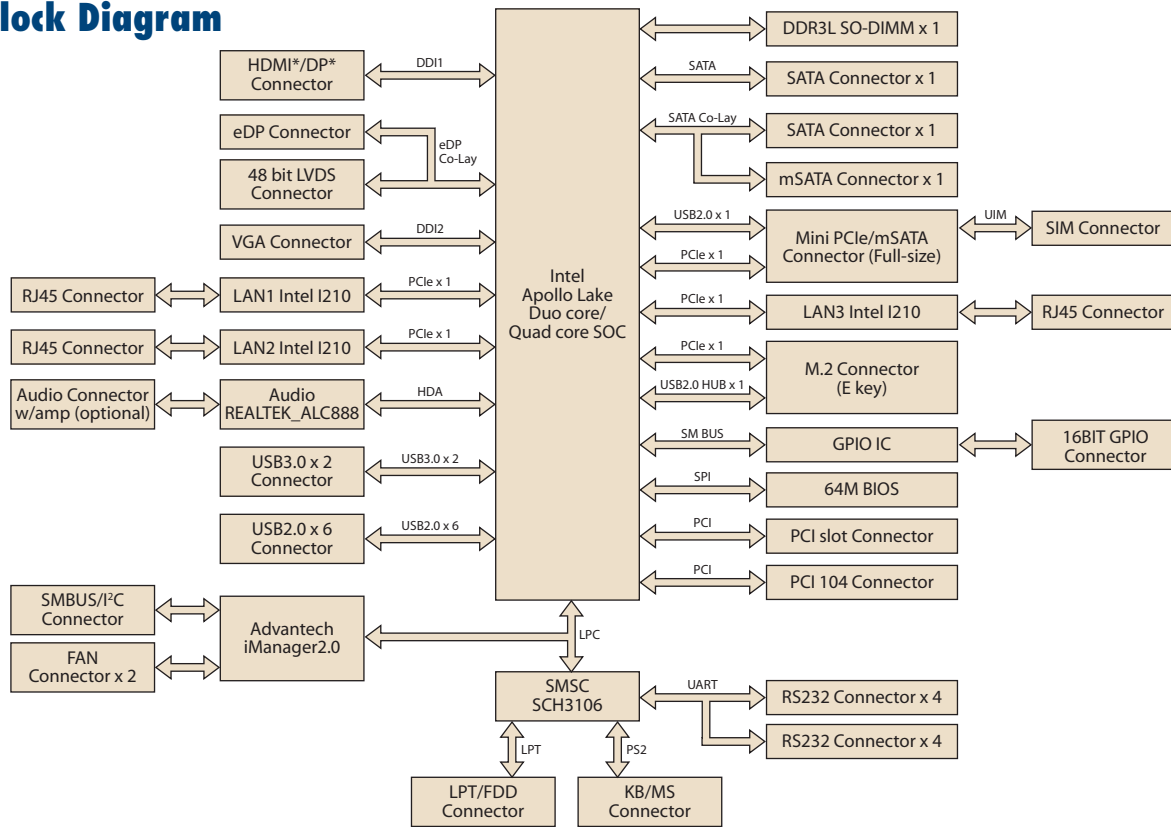 lock Diagram
HDMI*/DP*
Connector
DDI1
eDP Connector
eDP
Co-Lay
48 bit LVDS
Connector
VGA Connector
DDI2
RJ45 Connector
LAN1 Intel I210
PCIe x 1
RJ45 Connector
LAN2 Intel I210
PCIe x 1
Audio Connector
w/amp (optional)
Audio
REALTEK_ALC888
HDA
USB3.0 x 2
Connector
USB3.0 x 2
USB2.0 x 6
Connector
USB2.0 x 6
SMBUS/I²C
Connector
FAN
Connector x 2
Advantech
iManager2.0
Intel
Apollo Lake
Duo core/
Quad core SOC
DDR3L SO-DIMM x 1
SATA
SATA Connector x 1
SATA Co-Lay
SATA Connector x 1
mSATA Connector x 1
USB2.0 x 1
PCIe x 1
Mini PCIe/mSATA
Connector (Full-size)
UIM
SIM Connector
PCIe x 1
LAN3 Intel I210
RJ45 Connector
PCIe x 1
USB2.0 HUB x 1
M.2 Connector
(E key)
SM BUS
GPIO IC
16BIT GPIO
Connector
SPI
64M BIOS
PCI
PCI slot Connector
PCI
PCI 104 Connector
LPC
SMSC
SCH3106
UART
RS232 Connector x 4
RS232 Connector x 4
LPT
PS2
LPT/FDD
Connector
KB/MS
Connector